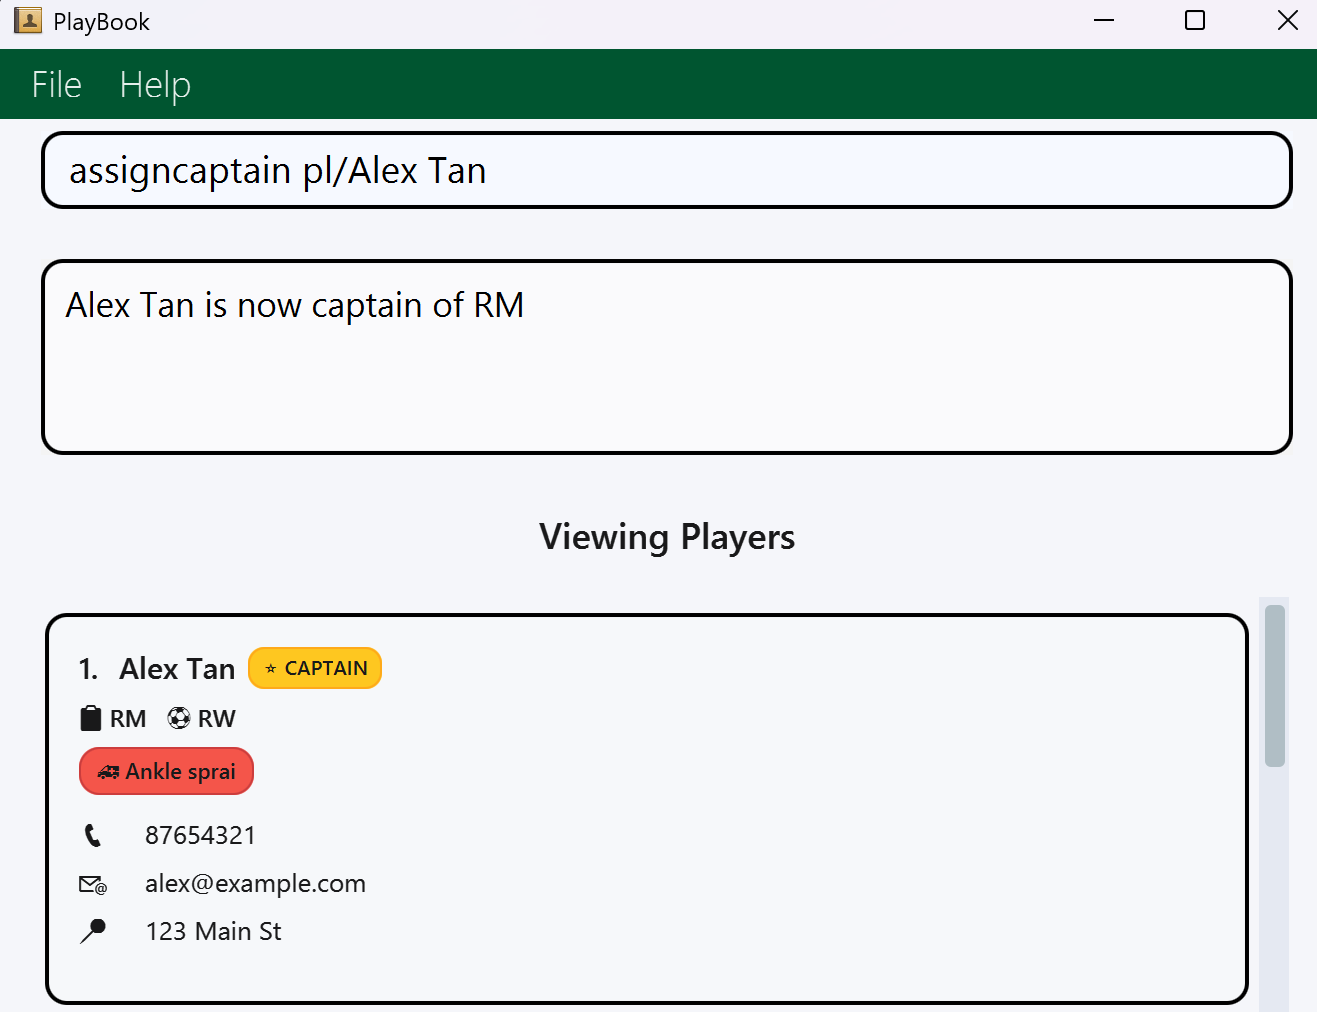 PlayBook
File Help
assigncaptain pl/Alex Tan
Alex Tan is now captain of RM
Viewing Players
1. Alex Tan ⭐ CAPTAIN
RM RW
Ankle sprai
87654321
alex@example.com
123 Main St